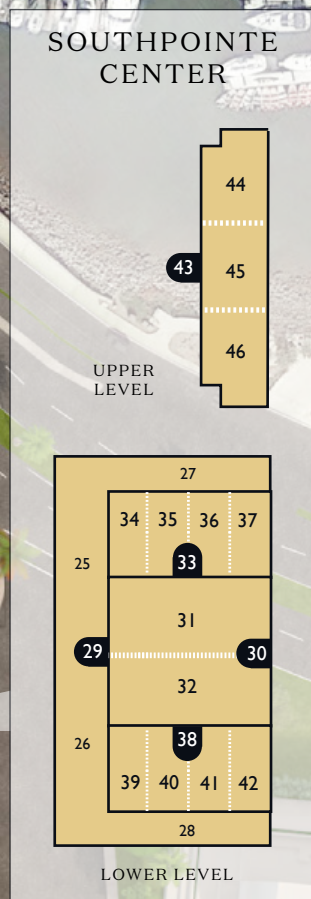 SOUTHPOINTE
CENTER
44
43
45
46
UPPER
LEVEL
27
34 35 36 37
25
33
31
29
30
32
26
38
39 40 41 42
28
LOWER LEVEL